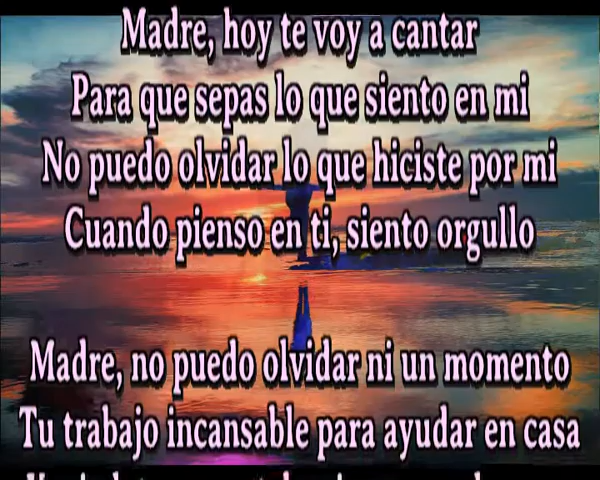 Madre, hoy te voy a cantar
Para que sepas lo que siento en mi
No puedo olvidar lo que hiciste por mi
Cuando pienso en ti, siento orgullo
Madre, no puedo olvidar ni un momento
Tu trabajo incansable para ayudar en casa